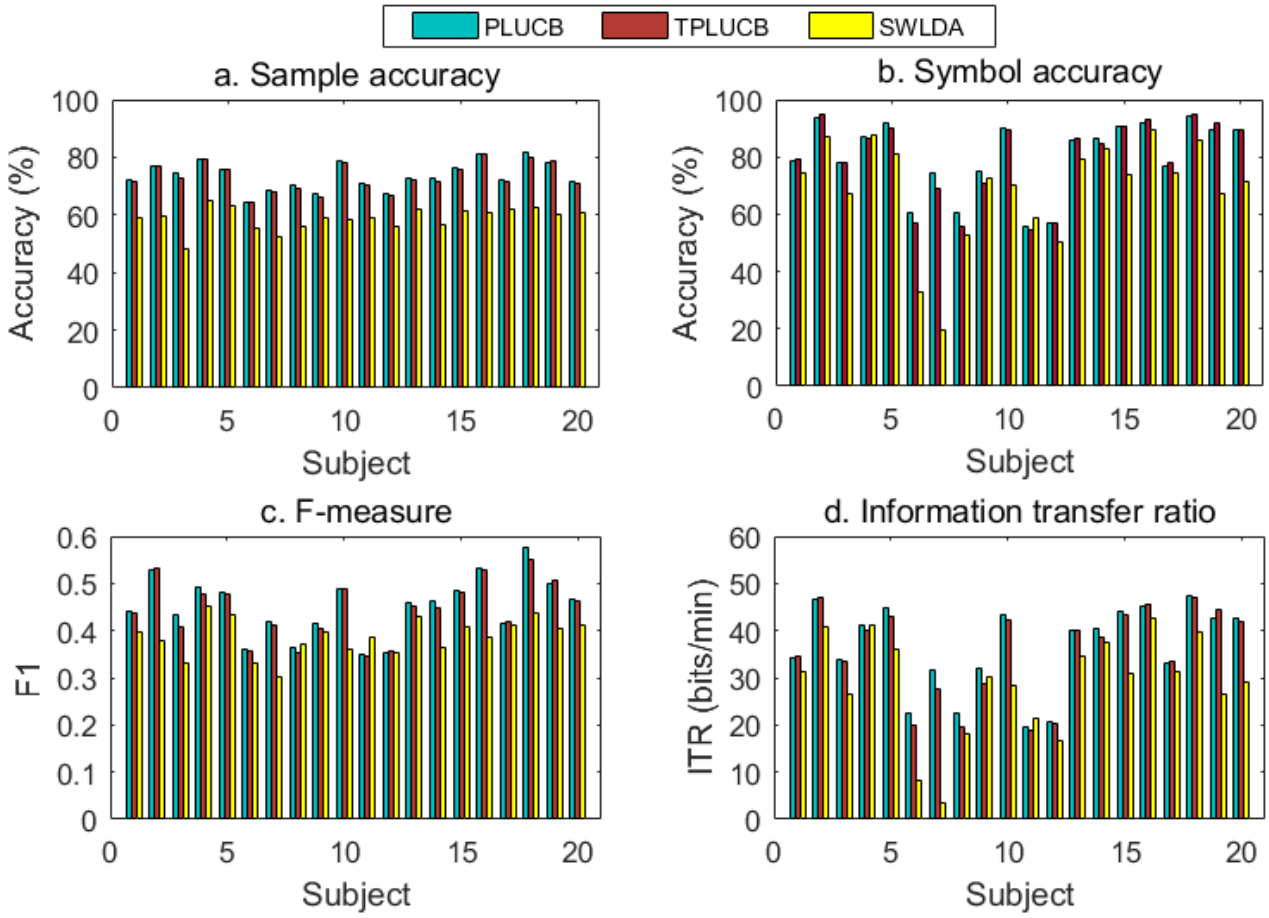 PLUCB TPLUCB SWLDA
a. Sample accuracy
100
80
60
40
20
0
Accuracy (%)
0 5 10 15 20
Subject
b. Symbol accuracy
100
80
60
40
20
0
Accuracy (%)
0 5 10 15 20
Subject
c. F-measure
0.6
0.5
0.4
0.3
0.2
0.1
0
F1
0 5 10 15 20
Subject
d. Information transfer ratio
60
50
40
30
20
10
0
ITR (bits/min)
0 5 10 15 20
Subject